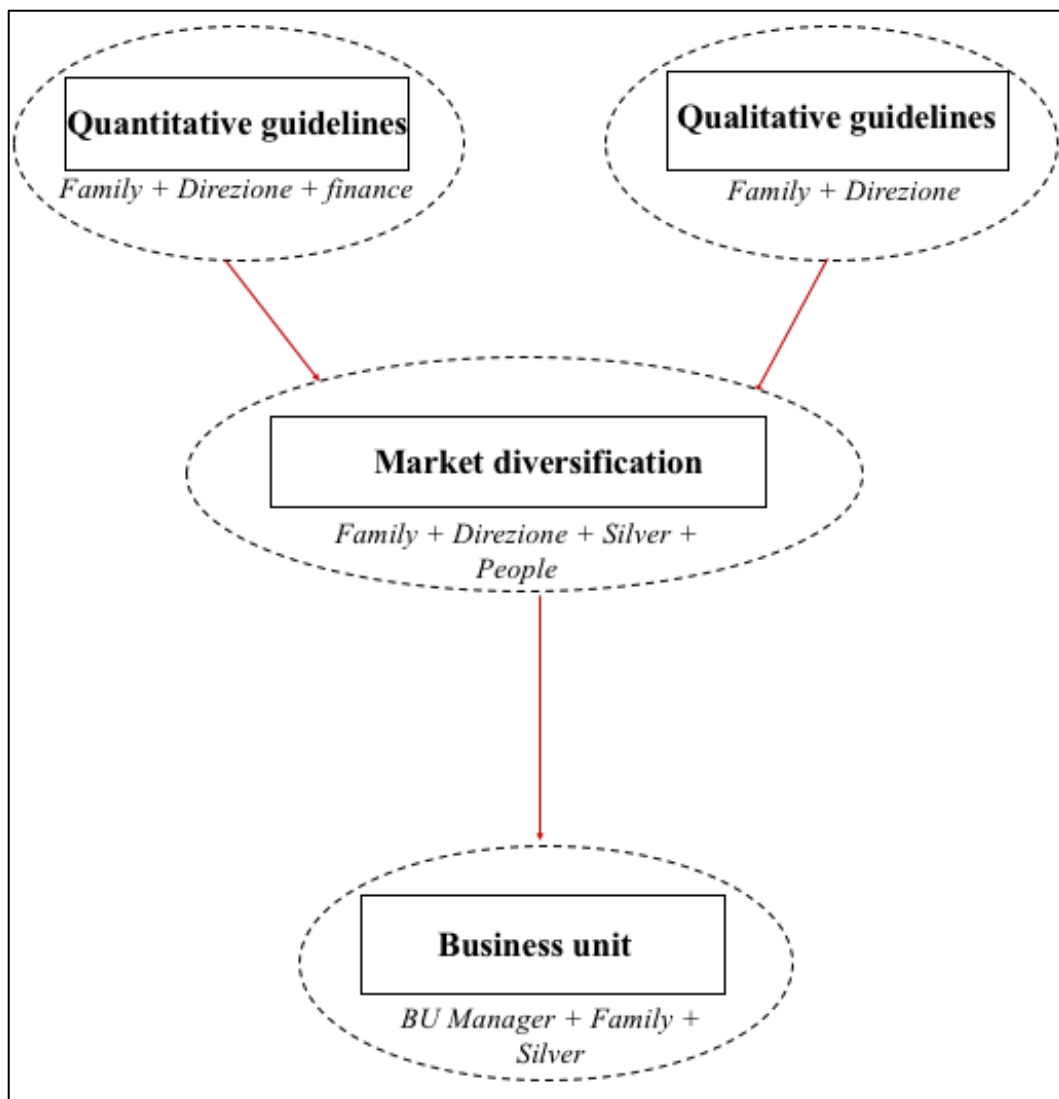 Quantitative guidelines
Family + Direzione + finance
Qualitative guidelines
Family + Direzione
Market diversification
Family + Direzione + Silver +
People
Business unit
BU Manager + Family +
Silver